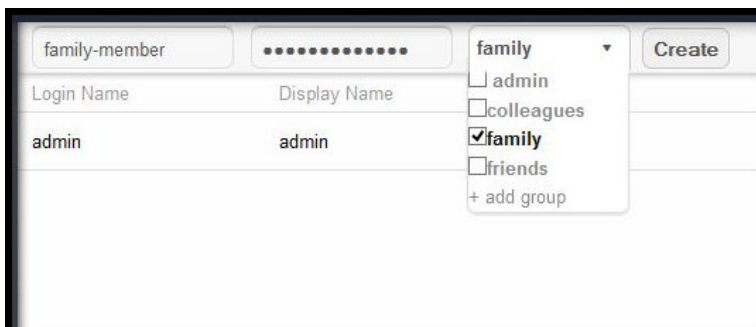 family-member ●●●●●●●●●●●●● family Create
Login Name Display Name admin
colleagues
admin admin family
friends
+ add group